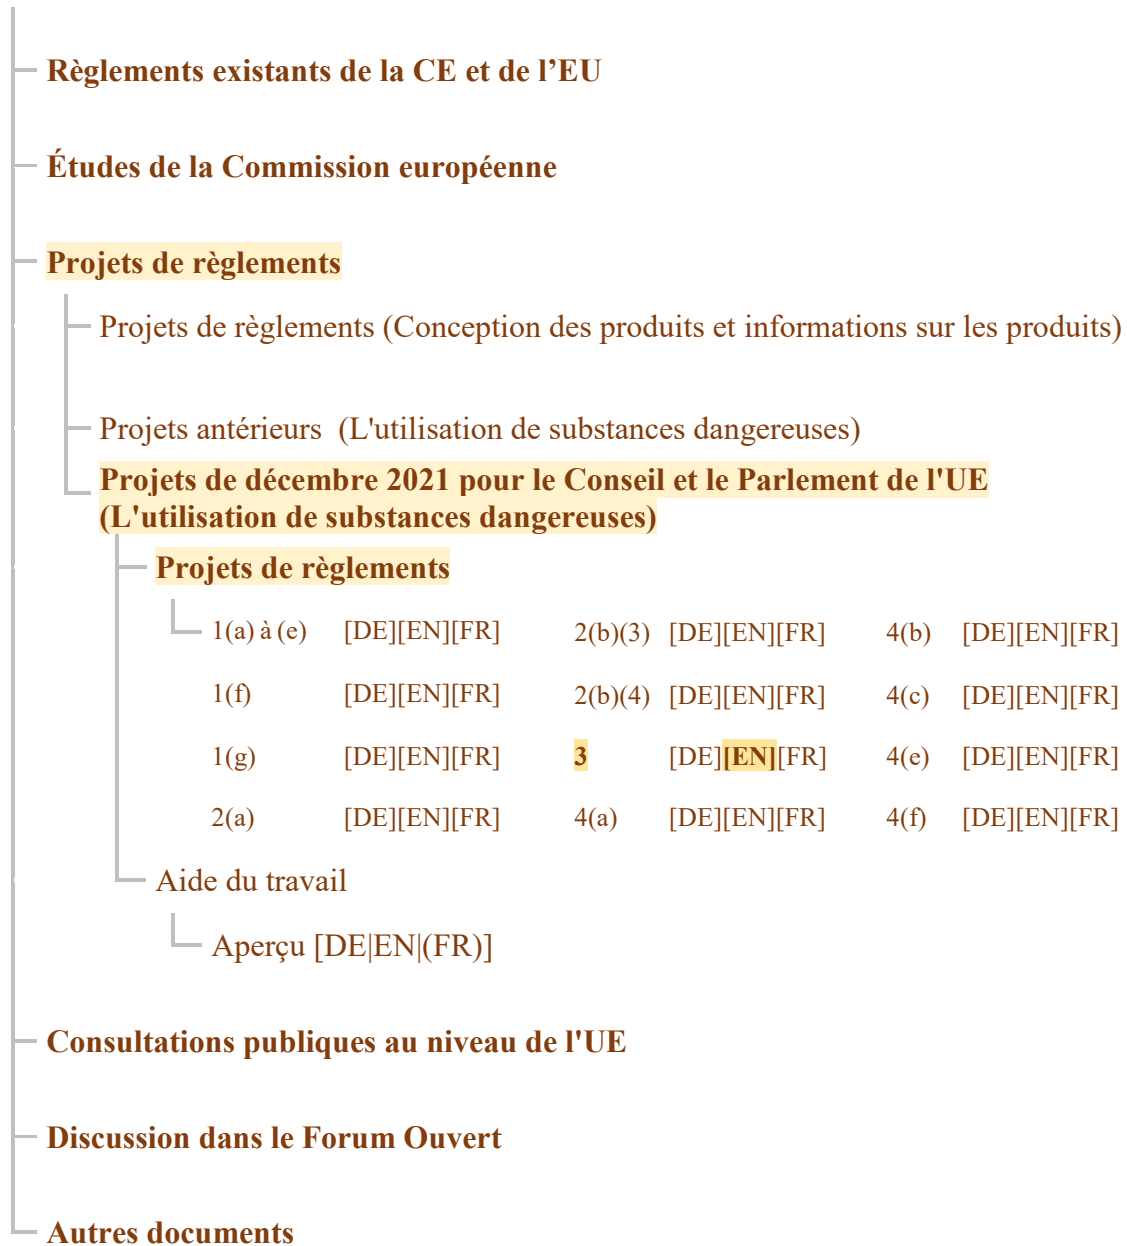 Règlements existants de la CE et de l’EU
Études de la Commission européenne
Projets de règlements
Projets de règlements (Conception des produits et informations sur les produits)
Projets antérieurs  (L'utilisation de substances dangereuses)
Projets de décembre 2021 pour le Conseil et le Parlement de l'UE
(L'utilisation de substances dangereuses)
Projets de règlements
1(a) à (e) [DE][EN][FR] 2(b)(3) [DE][EN][FR] 4(b) [DE][EN][FR]
1(f) [DE][EN][FR] 2(b)(4) [DE][EN][FR] 4(c) [DE][EN][FR]
1(g) [DE][EN][FR] 3 [DE][EN][FR] 4(e) [DE][EN][FR]
2(a) [DE][EN][FR] 4(a) [DE][EN][FR] 4(f) [DE][EN][FR]
Aide du travail
Aperçu [DE|EN|(FR)]
Consultations publiques au niveau de l'UE
Discussion dans le Forum Ouvert
Autres documents